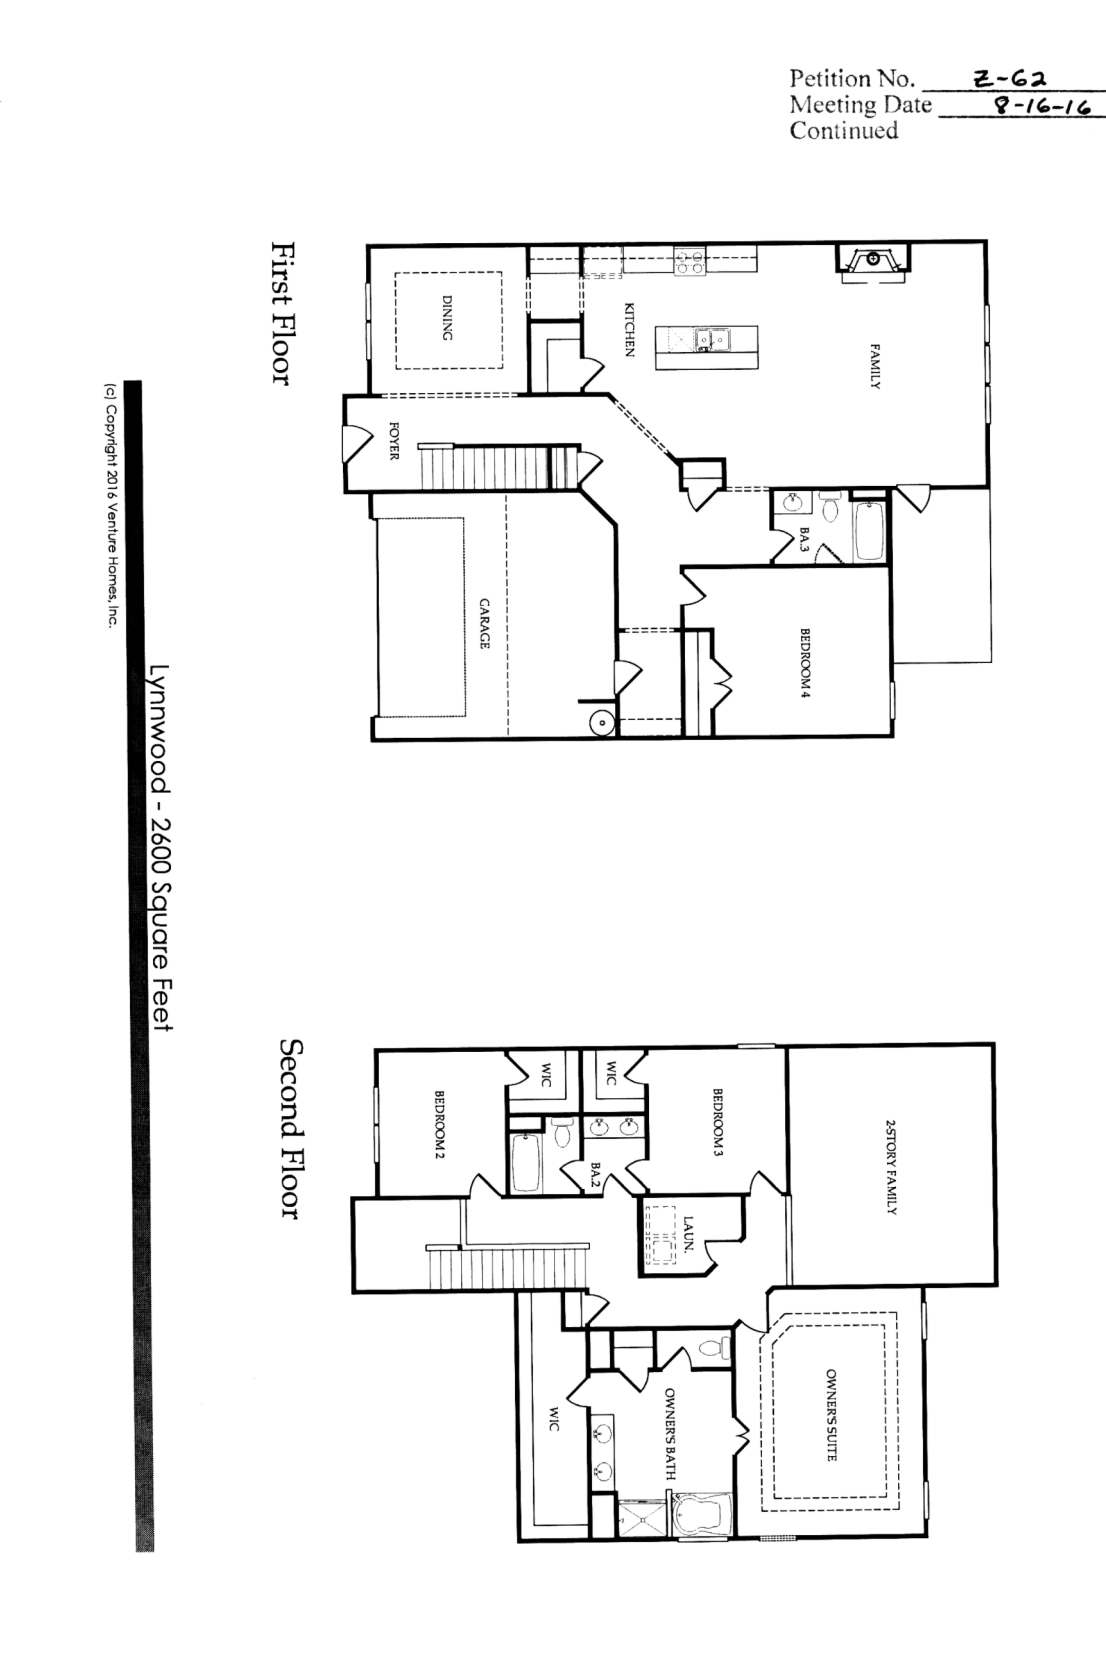 Petition No. Z-62
Meeting Date 8-16-16
Continued
First Floor
DINING
KITCHEN
FAMILY
FOYER
BA.3
GARAGE
BEDROOM 4
Second Floor
BEDROOM 2
WIC
WIC
BEDROOM 3
2-STORY FAMILY
BA.2
LAUN.
WIC
OWNER'S BATH
OWNER'S SUITE
Lynnwood - 2600 Square Feet
(c) Copyright 2016 Venture Homes, Inc.